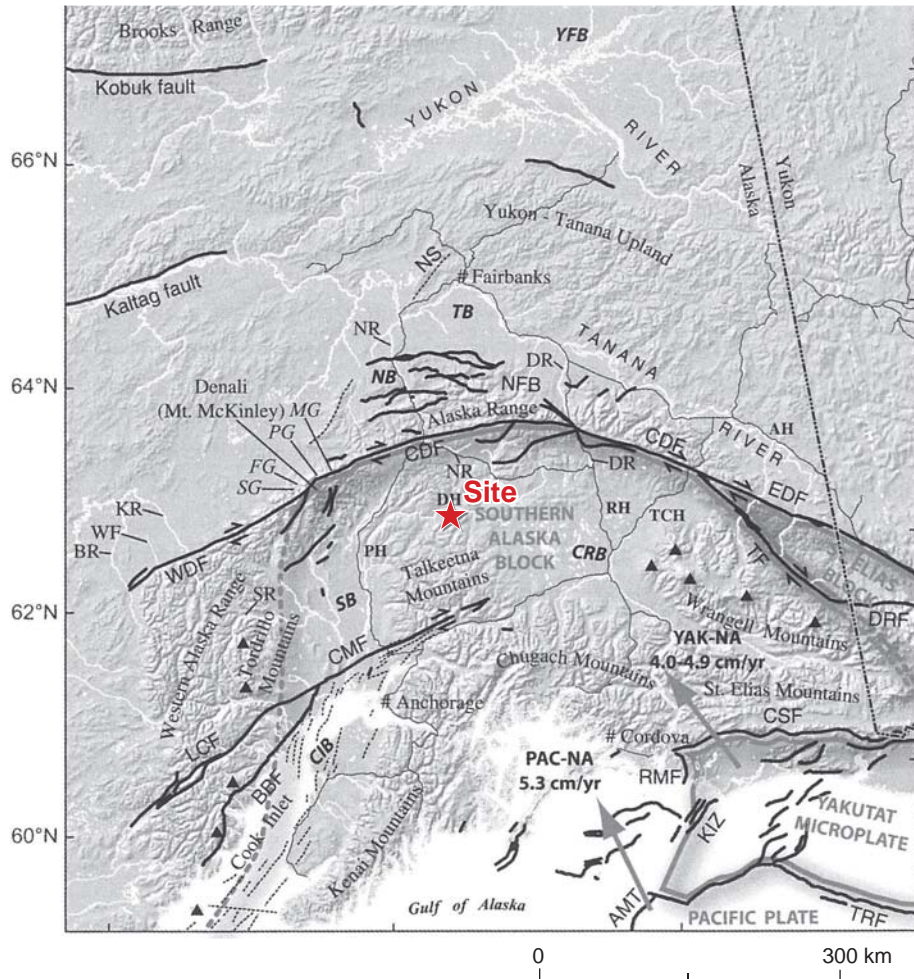 Brooks Range
Kobuk fault
YFB
YUKON
RIVER
66°N
Yukon
Alaska
Yukon - Tanana Upland
NS
# Fairbanks
Kaltag fault
TB
NR
TANANA
DR
64°N
NB
NFB
Denali
(Mt. McKinley) MG
PG
Alaska Range
CDF
CDF
RIVER
AH
FG
SG
NR
DR
EDF
KR
DH
Site
WF
SOUTHERN
ALASKA
BLOCK
RH
TCH
BR
PH
CRB
WDF
TF
ELIAS
BLOCK
Talkeetna
Mountains
SB
62°N
SR
DRF
Western Alaska Range
Tordrillo
Mountains
CMF
Wrangell Mountains
YAK-NA
4.0-4.9 cm/yr
Chugach Mountains
St. Elias Mountains
# Anchorage
CSF
LCF
CIB
# Cordova
PAC-NA
5.3 cm/yr
BBF
RMF
YAKUTAT
MICROPLATE
KIZ
60°N
Cook Inlet
Kenai Mountains
Gulf of Alaska
AMT
PACIFIC PLATE
TRF
0 300 km